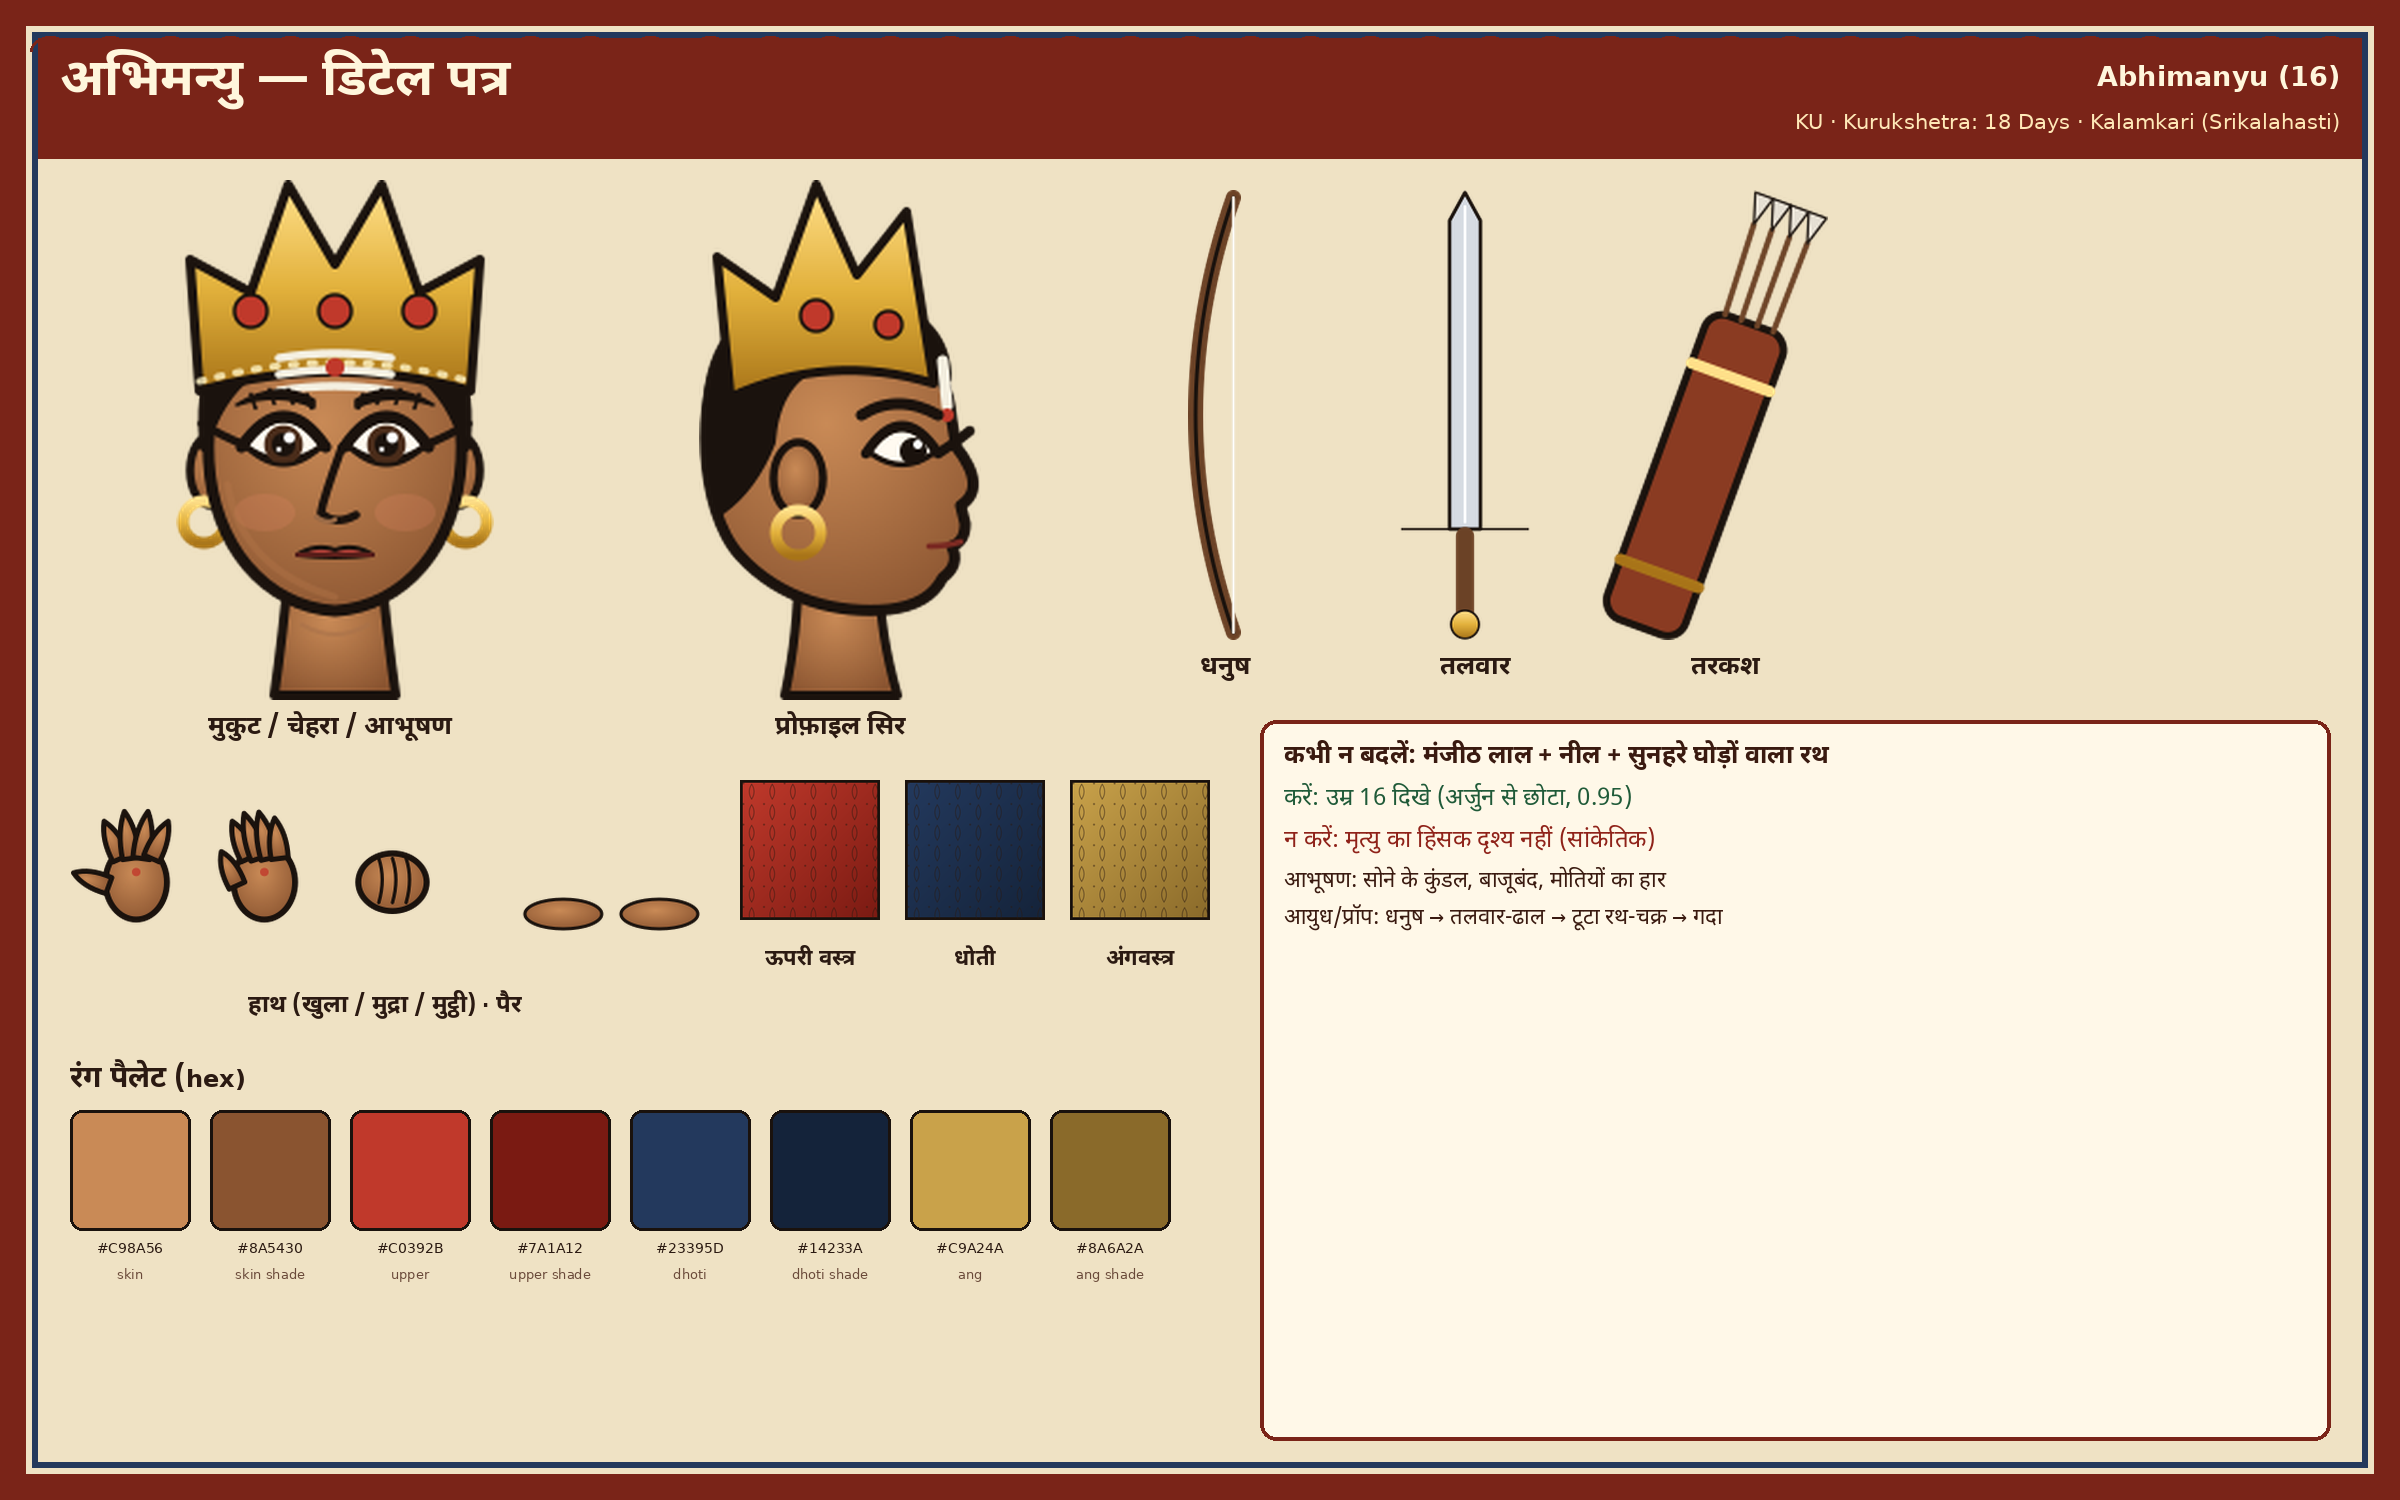 अभिमन्यु — डिटेल पत्र
Abhimanyu (16)
KU · Kurukshetra: 18 Days · Kalamkari (Srikalahasti)
धनुष
तलवार
तरकश
मुकुट / चेहरा / आभूषण
प्रोफ़ाइल सिर
कभी न बदलें: मंजीठ लाल + नील + सुनहरे घोड़ों वाला रथ
करें: उम्र 16 दिखे (अर्जुन से छोटा, 0.95)
न करें: मृत्यु का हिंसक दृश्य नहीं (सांकेतिक)
आभूषण: सोने के कुंडल, बाजूबंद, मोतियों का हार
आयुध/प्रॉप: धनुष → तलवार-ढाल → टूटा रथ-चक्र → गदा
ऊपरी वस्त्र
धोती
अंगवस्त्र
हाथ (खुला / मुद्रा / मुट्ठी) · पैर
रंग पैलेट (hex)
#C98A56
#8A5430
#C0392B
#7A1A12
#23395D
#14233A
#C9A24A
#8A6A2A
skin
skin shade
upper
upper shade
dhoti
dhoti shade
ang
ang shade